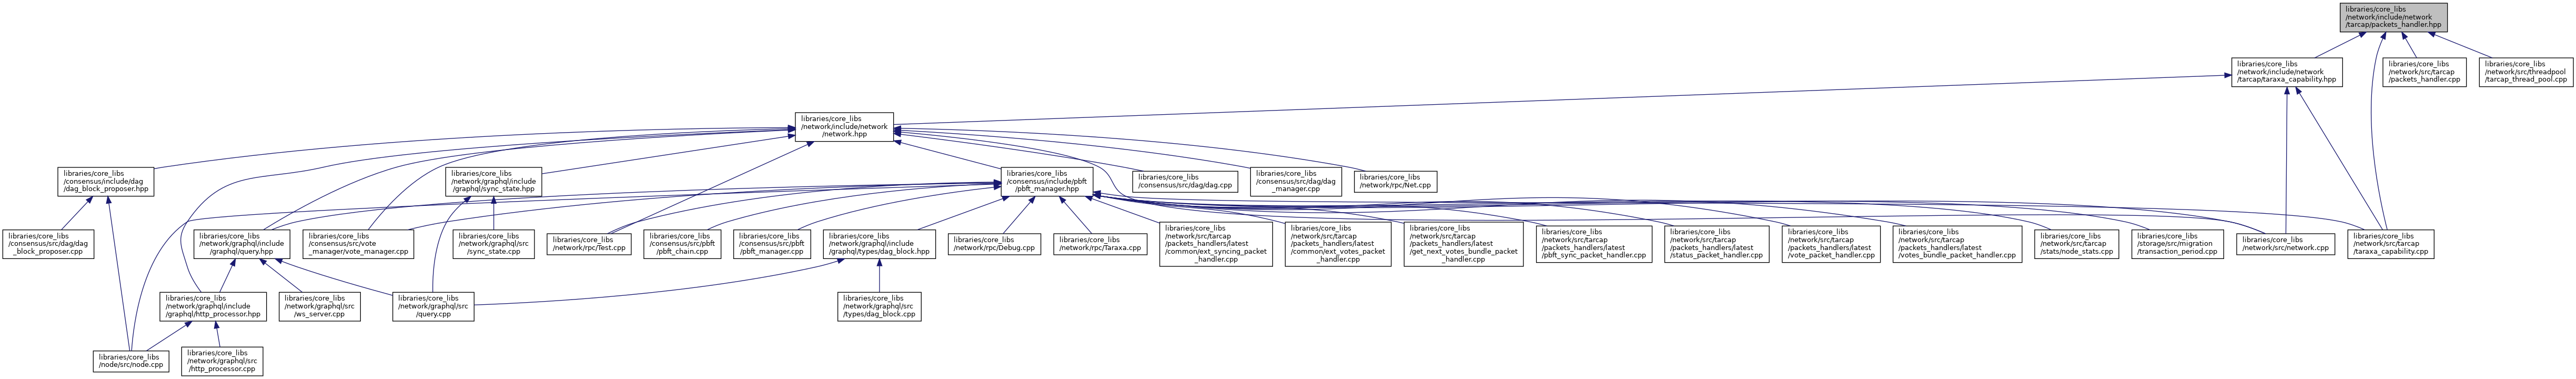 libraries/core_libs
/network/include/network
/tarcap/packets_handler.hpp
libraries/core_libs
/network/include/network
/tarcap/taraxa_capability.hpp
libraries/core_libs
/network/src/tarcap
/packets_handler.cpp
libraries/core_libs
/network/src/threadpool
/tarcap_thread_pool.cpp
libraries/core_libs
/network/include/network
/network.hpp
libraries/core_libs
/consensus/include/dag
/dag_block_proposer.hpp
libraries/core_libs
/network/graphql/include
/graphql/sync_state.hpp
libraries/core_libs
/consensus/include/pbft
/pbft_manager.hpp
libraries/core_libs
/consensus/src/dag/dag.cpp
libraries/core_libs
/consensus/src/dag/dag
_manager.cpp
libraries/core_libs
/network/rpc/Net.cpp
libraries/core_libs
/consensus/src/dag/dag
_block_proposer.cpp
libraries/core_libs
/network/graphql/include
/graphql/query.hpp
libraries/core_libs
/consensus/src/vote
_manager/vote_manager.cpp
libraries/core_libs
/network/graphql/src
/sync_state.cpp
libraries/core_libs
/network/rpc/Test.cpp
libraries/core_libs
/consensus/src/pbft
/pbft_chain.cpp
libraries/core_libs
/consensus/src/pbft
/pbft_manager.cpp
libraries/core_libs
/network/graphql/include
/graphql/types/dag_block.hpp
libraries/core_libs
/network/rpc/Debug.cpp
libraries/core_libs
/network/rpc/Taraxa.cpp
libraries/core_libs
/network/src/tarcap
/packets_handlers/latest
/common/ext_syncing_packet
_handler.cpp
libraries/core_libs
/network/src/tarcap
/packets_handlers/latest
/common/ext_votes_packet
_handler.cpp
libraries/core_libs
/network/src/tarcap
/packets_handlers/latest
/get_next_votes_bundle_packet
_handler.cpp
libraries/core_libs
/network/src/tarcap
/packets_handlers/latest
/pbft_sync_packet_handler.cpp
libraries/core_libs
/network/src/tarcap
/packets_handlers/latest
/status_packet_handler.cpp
libraries/core_libs
/network/src/tarcap
/packets_handlers/latest
/vote_packet_handler.cpp
libraries/core_libs
/network/src/tarcap
/packets_handlers/latest
/votes_bundle_packet_handler.cpp
libraries/core_libs
/network/src/tarcap
/stats/node_stats.cpp
libraries/core_libs
/storage/src/migration
/transaction_period.cpp
libraries/core_libs
/network/src/network.cpp
libraries/core_libs
/network/src/tarcap
/taraxa_capability.cpp
libraries/core_libs
/network/graphql/include
/graphql/http_processor.hpp
libraries/core_libs
/network/graphql/src
/ws_server.cpp
libraries/core_libs
/network/graphql/src
/query.cpp
libraries/core_libs
/network/graphql/src
/types/dag_block.cpp
libraries/core_libs
/node/src/node.cpp
libraries/core_libs
/network/graphql/src
/http_processor.cpp